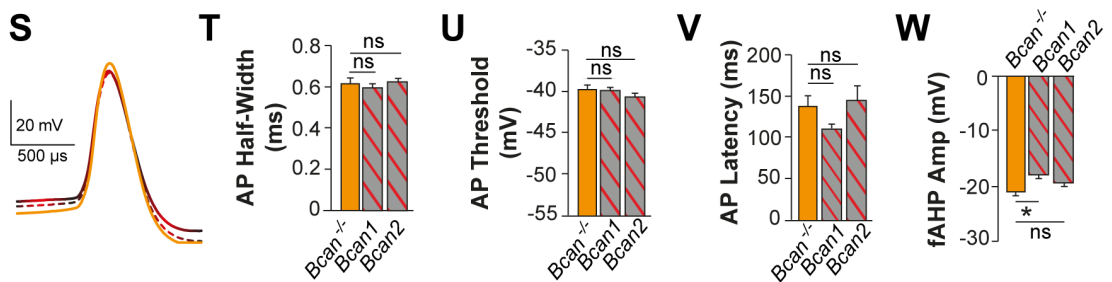 S
20 mV
500 µs
T
AP Half-Width
(ms)
0.8
0.6
0.4
0.2
0
ns
ns
Bcan-/-
Bcan1
Bcan2
U
AP Threshold
(mV)
-35
-40
-45
-50
-55
ns
ns
Bcan-/-
Bcan1
Bcan2
V
AP Latency (ms)
200
150
100
50
0
ns
ns
Bcan-/-
Bcan1
Bcan2
W
Bcan-/-
Bcan1
Bcan2
fAHP Amp (mV)
0
-10
-20
-30
*
ns